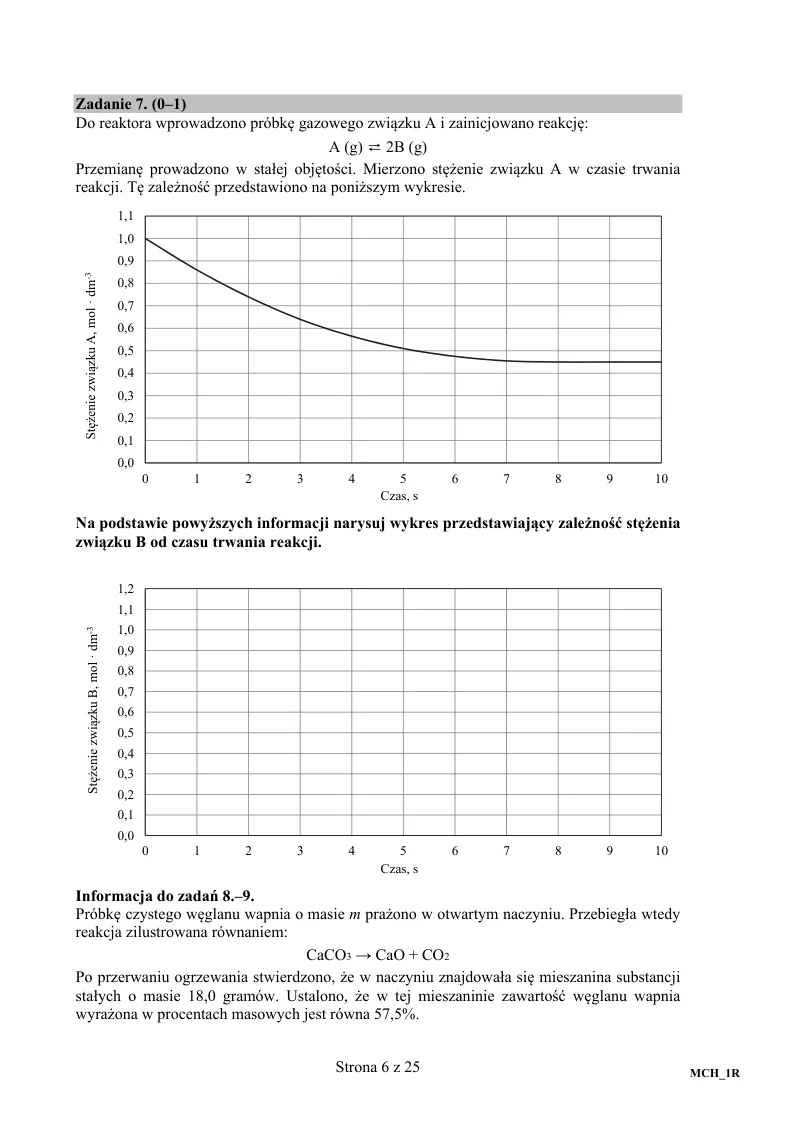 Zadanie 7. (0–1)
Do reaktora wprowadzono próbkę gazowego związku A i zainicjowano reakcję:
A (g) ⇄ 2B (g)
Przemianę prowadzono w stałej objętości. Mierzono stężenie związku A w czasie trwania
reakcji. Tę zależność przedstawiono na poniższym wykresie.
Stężenie związku A, mol · dm-3
1,1
1,0
0,9
0,8
0,7
0,6
0,5
0,4
0,3
0,2
0,1
0,0
0 1 2 3 4 5 6 7 8 9 10
Czas, s
Na podstawie powyższych informacji narysuj wykres przedstawiający zależność stężenia
związku B od czasu trwania reakcji.
Stężenie związku B, mol · dm-3
1,2
1,1
1,0
0,9
0,8
0,7
0,6
0,5
0,4
0,3
0,2
0,1
0,0
0 1 2 3 4 5 6 7 8 9 10
Czas, s
Informacja do zadań 8.–9.
Próbkę czystego węglanu wapnia o masie m prażono w otwartym naczyniu. Przebiegła wtedy
reakcja zilustrowana równaniem:
CaCO3 → CaO + CO2
Po przerwaniu ogrzewania stwierdzono, że w naczyniu znajdowała się mieszanina substancji
stałych o masie 18,0 gramów. Ustalono, że w tej mieszaninie zawartość węglanu wapnia
wyrażona w procentach masowych jest równa 57,5%.
Strona 6 z 25
MCH_1R